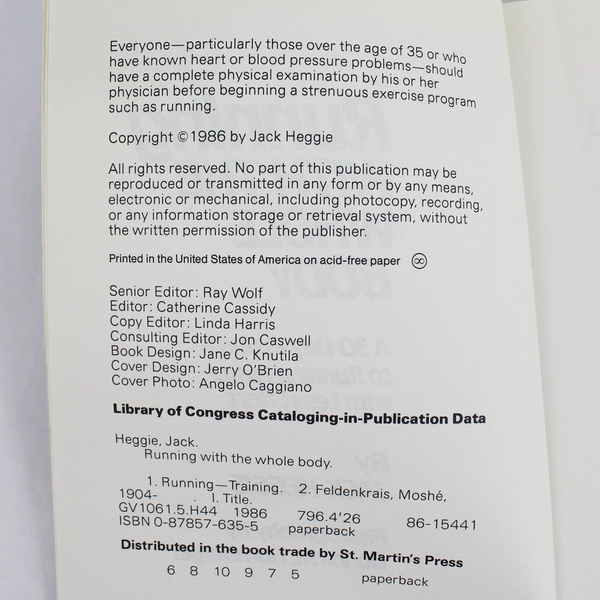 Everyone—particularly those over the age of 35 or who
have known heart or blood pressure problems—should
have a complete physical examination by his or her
physician before beginning a strenuous exercise program
such as running.
Copyright © 1986 by Jack Heggie
All rights reserved. No part of this publication may be
reproduced or transmitted in any form or by any means,
electronic or mechanical, including photocopy, recording,
or any information storage or retrieval system, without
the written permission of the publisher.
Printed in the United States of America on acid-free paper ♾
Senior Editor: Ray Wolf
Editor: Catherine Cassidy
Copy Editor: Linda Harris
Consulting Editor: Jon Caswell
Book Design: Jane C. Knutila
Cover Design: Jerry O'Brien
Cover Photo: Angelo Caggiano
Library of Congress Cataloging-in-Publication Data
Heggie, Jack.
Running with the whole body.
1. Running—Training. 2. Feldenkrais, Moshé,
1904- . I. Title.
GV1061.5.H44 1986 796.4'26 86-15441
ISBN 0-87857-635-5 paperback
Distributed in the book trade by St. Martin's Press
6 8 10 9 7 5 paperback